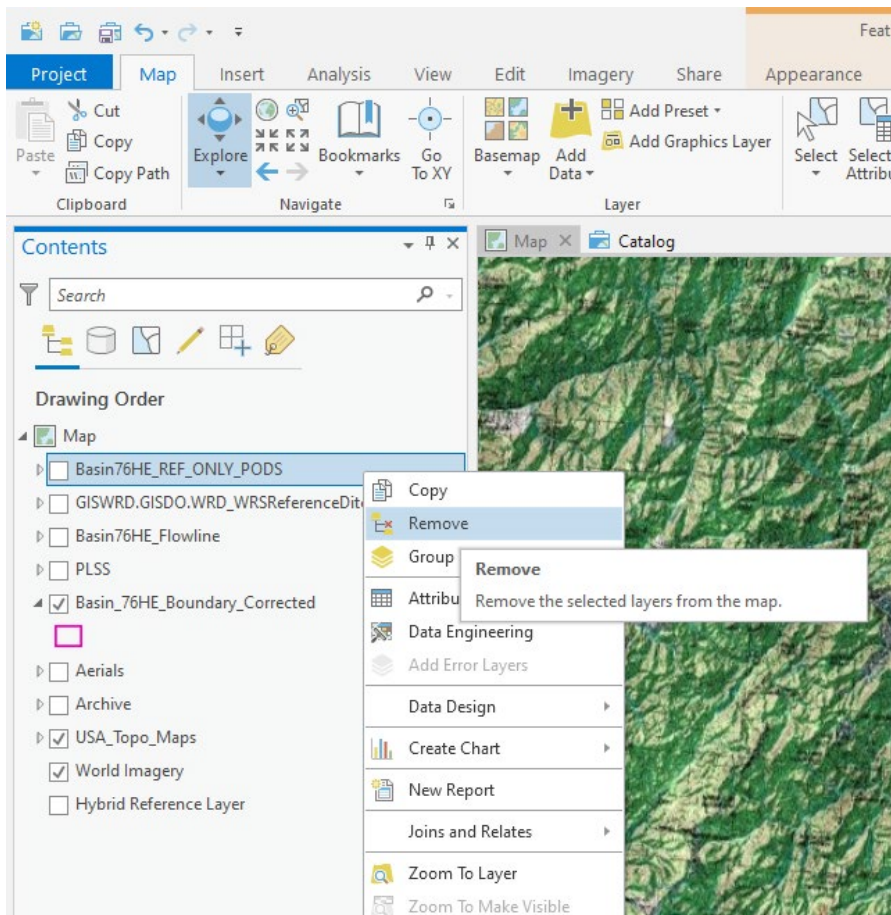 Feat
Project Map Insert Analysis View Edit Imagery Share Appearance
Paste
Cut
Copy
Copy Path
Clipboard
Explore
Bookmarks
Go
To XY
Navigate
Basemap
Add
Data
Add Preset
Add Graphics Layer
Layer
Select
Select
Attribu
Contents
Search
Drawing Order
Map
Basin76HE_REF_ONLY_PODS
GISWRD.GISDO.WRD_WRSReferenceDit
Basin76HE_Flowline
PLSS
Basin_76HE_Boundary_Corrected
Aerials
Archive
USA_Topo_Maps
World Imagery
Hybrid Reference Layer
Map Catalog
Copy
Remove
Group
Attribu
Data Engineering
Add Error Layers
Data Design
Create Chart
New Report
Joins and Relates
Zoom To Layer
Zoom To Make Visible
Remove
Remove the selected layers from the map.